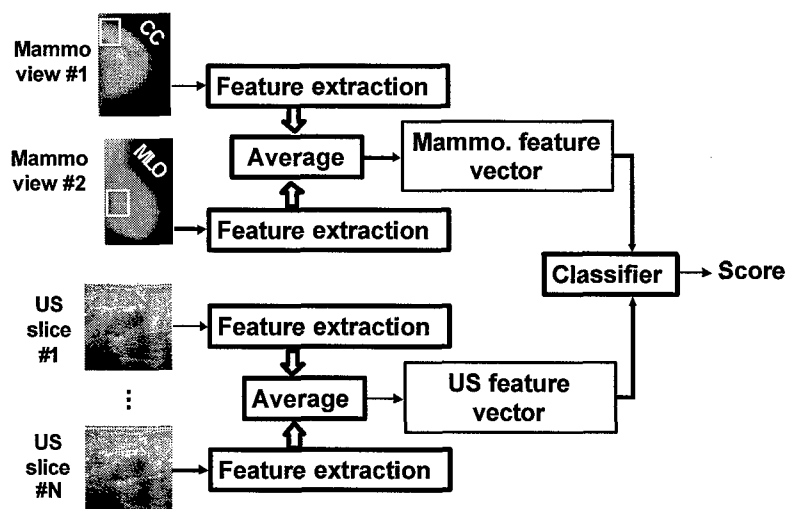 Mammo
view #1
CC
Feature extraction
Mammo
view #2
MLO
Average
Mammo. feature
vector
Feature extraction
Classifier
Score
US
slice
#1
Feature extraction
...
Average
US feature
vector
US
slice
#N
Feature extraction